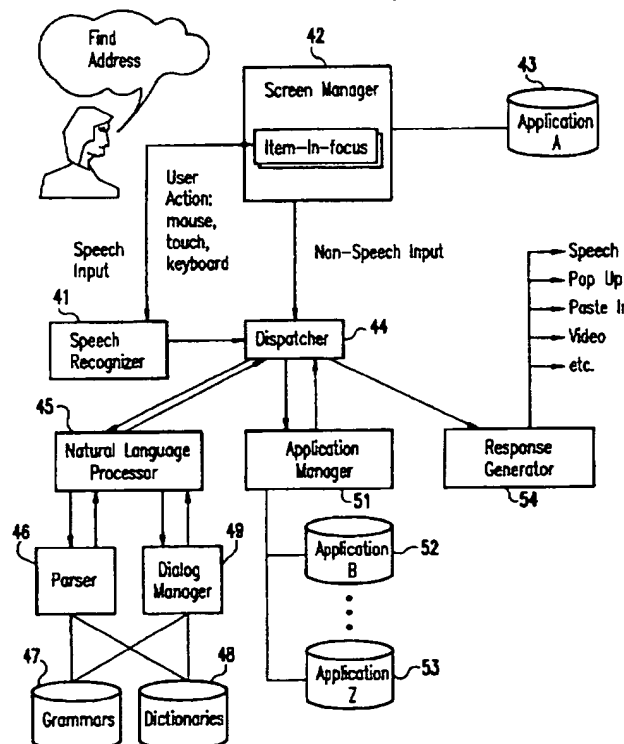 Find
Address
42
Screen Manager
Item-In-focus
43
Application
A
User
Action:
mouse,
touch,
keyboard
Speech
Input
Non-Speech Input
41
Speech
Recognizer
Dispatcher
44
Speech
Pop Up
Paste
Video
etc.
45
Natural Language
Processor
Application
Manager
51
Response
Generator
54
46
Parser
49
Dialog
Manager
Application
B
52
47
Grammars
48
Dictionaries
Application
Z
53